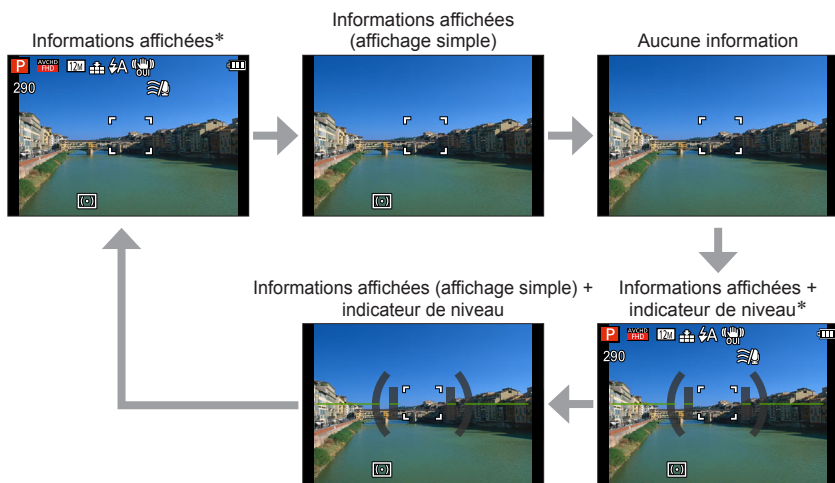 Informations affichées*
P AVCHD FHD 12M A OUI
290
Informations affichées
(affichage simple)
Aucune information
Informations affichées (affichage simple) +
indicateur de niveau
Informations affichées +
indicateur de niveau*
P AVCHD FHD 12M A OUI
290